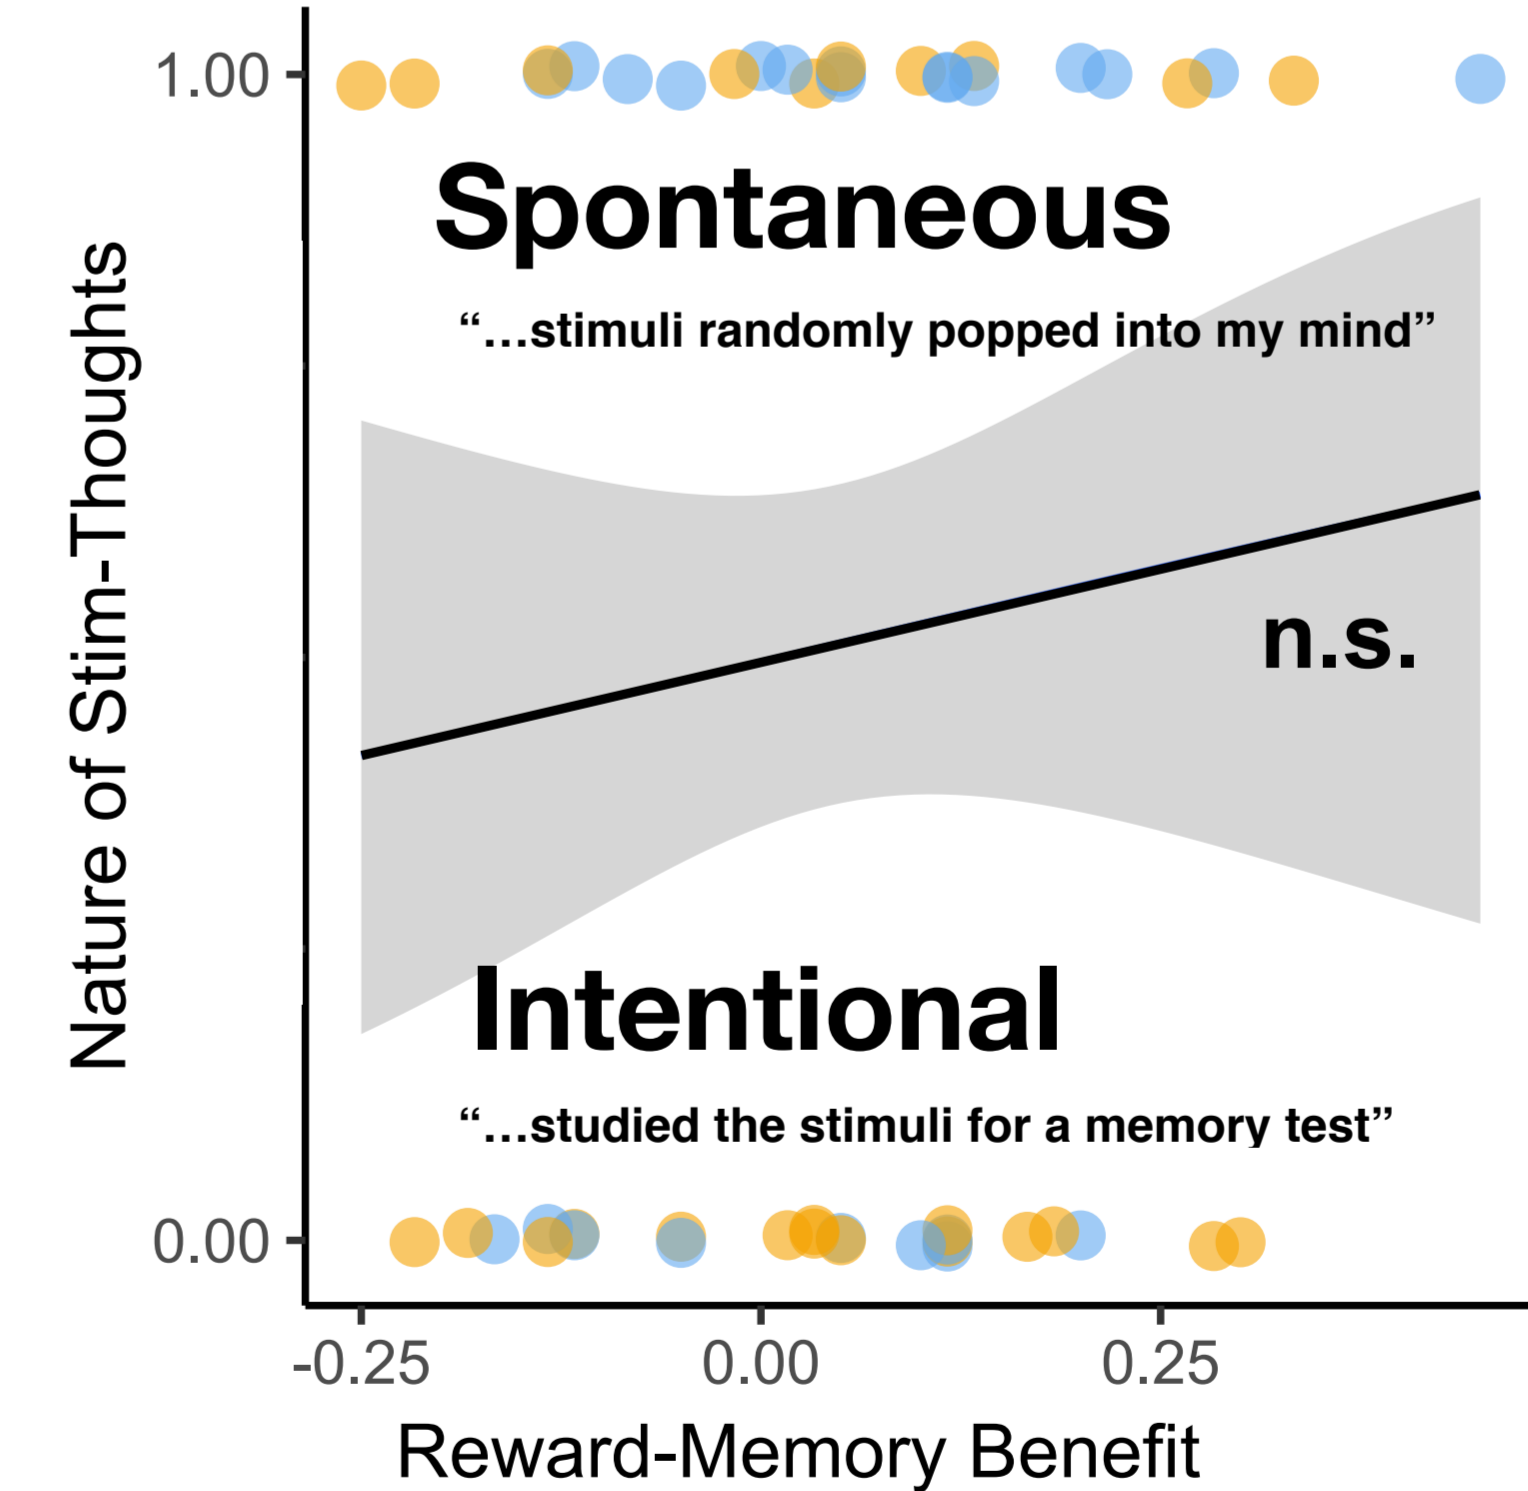 1.00
Spontaneous
“...stimuli randomly popped into my mind”
Nature of Stim-Thoughts
n.s.
Intentional
“...studied the stimuli for a memory test”
0.00
-0.25 0.00 0.25
Reward-Memory Benefit